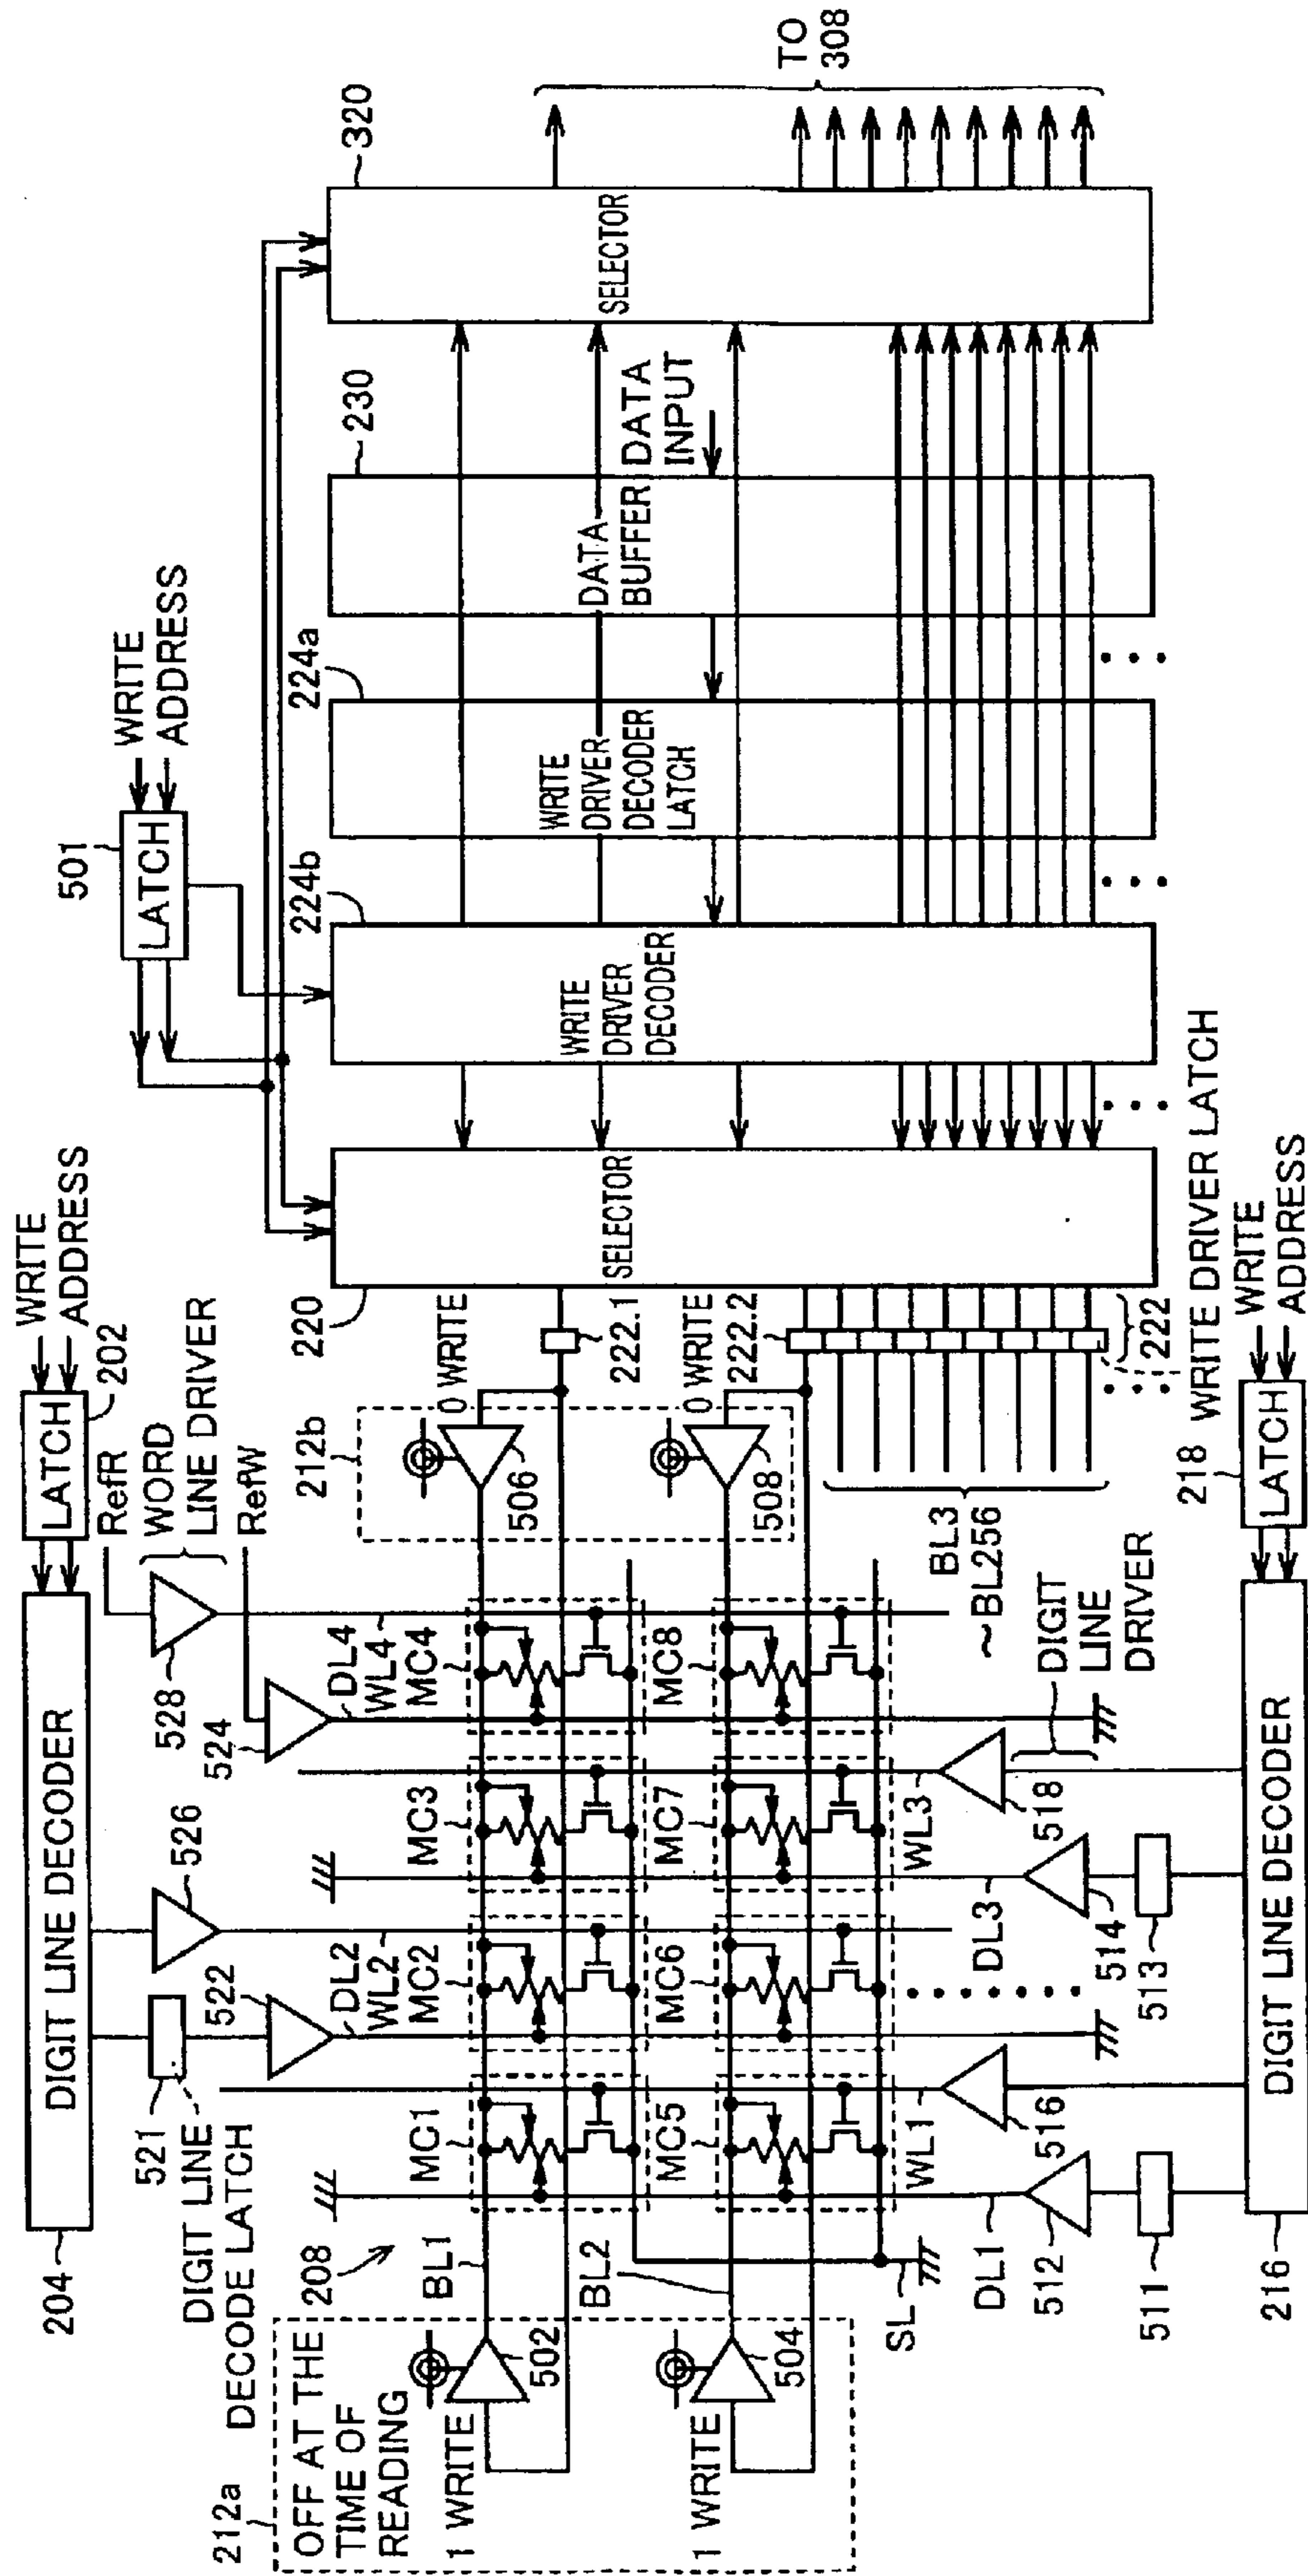 212a
OFF AT THE
TIME OF
READING
1 WRITE
1 WRITE
502
504
204
DIGIT LINE DECODER
521
DIGIT LINE
DECODE LATCH
208
BL1
BL2
SL
522
526
524
528
LATCH
202
WRITE
ADDRESS
RefR
WORD
LINE DRIVER
RefW
DL2
WL2
DL4
WL4
MC1
MC2
MC3
MC4
MC5
MC6
MC7
MC8
DL1
WL1
DL3
WL3
512
516
514
518
511
513
216
DIGIT LINE DECODER
DIGIT
LINE
DRIVER
BL3
~BL256
212b
0 WRITE
506
0 WRITE
508
222.1
222.2
222
WRITE DRIVER LATCH
218
LATCH
WRITE
ADDRESS
220
SELECTOR
501
LATCH
WRITE
ADDRESS
224b
WRITE
DRIVER
DECODER
224a
WRITE
DRIVER
DECODER
LATCH
230
DATA
BUFFER
DATA
INPUT
320
SELECTOR
TO
308